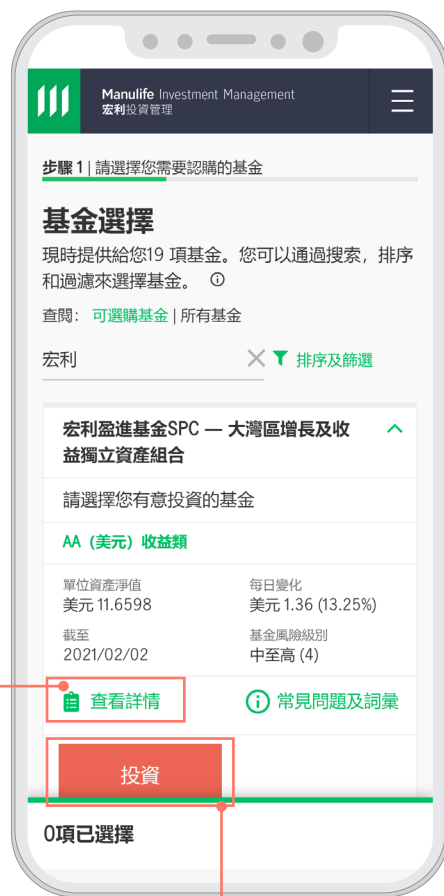 Manulife Investment Management
宏利投資管理
步驟 1 | 請選擇您需要認購的基金
基金選擇
現時提供給您19 項基金。您可以通過搜索，排序
和過濾來選擇基金。
查閱： 可選購基金 | 所有基金
宏利
排序及篩選
宏利盈進基金SPC — 大灣區增長及收
益獨立資產組合
請選擇您有意投資的基金
AA（美元）收益類
單位資產淨值
美元 11.6598
每日變化
美元 1.36 (13.25%)
截至
2021/02/02
基金風險級別
中至高 (4)
查看詳情
常見問題及詞彙
投資
0項已選擇